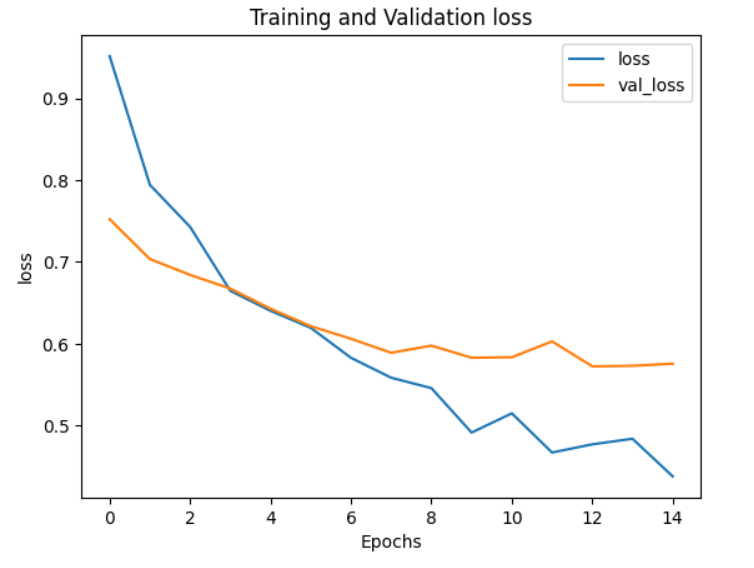 Training and Validation loss
loss
val_loss
0.9
0.8
0.7
0.6
0.5
loss
0 2 4 6 8 10 12 14
Epochs